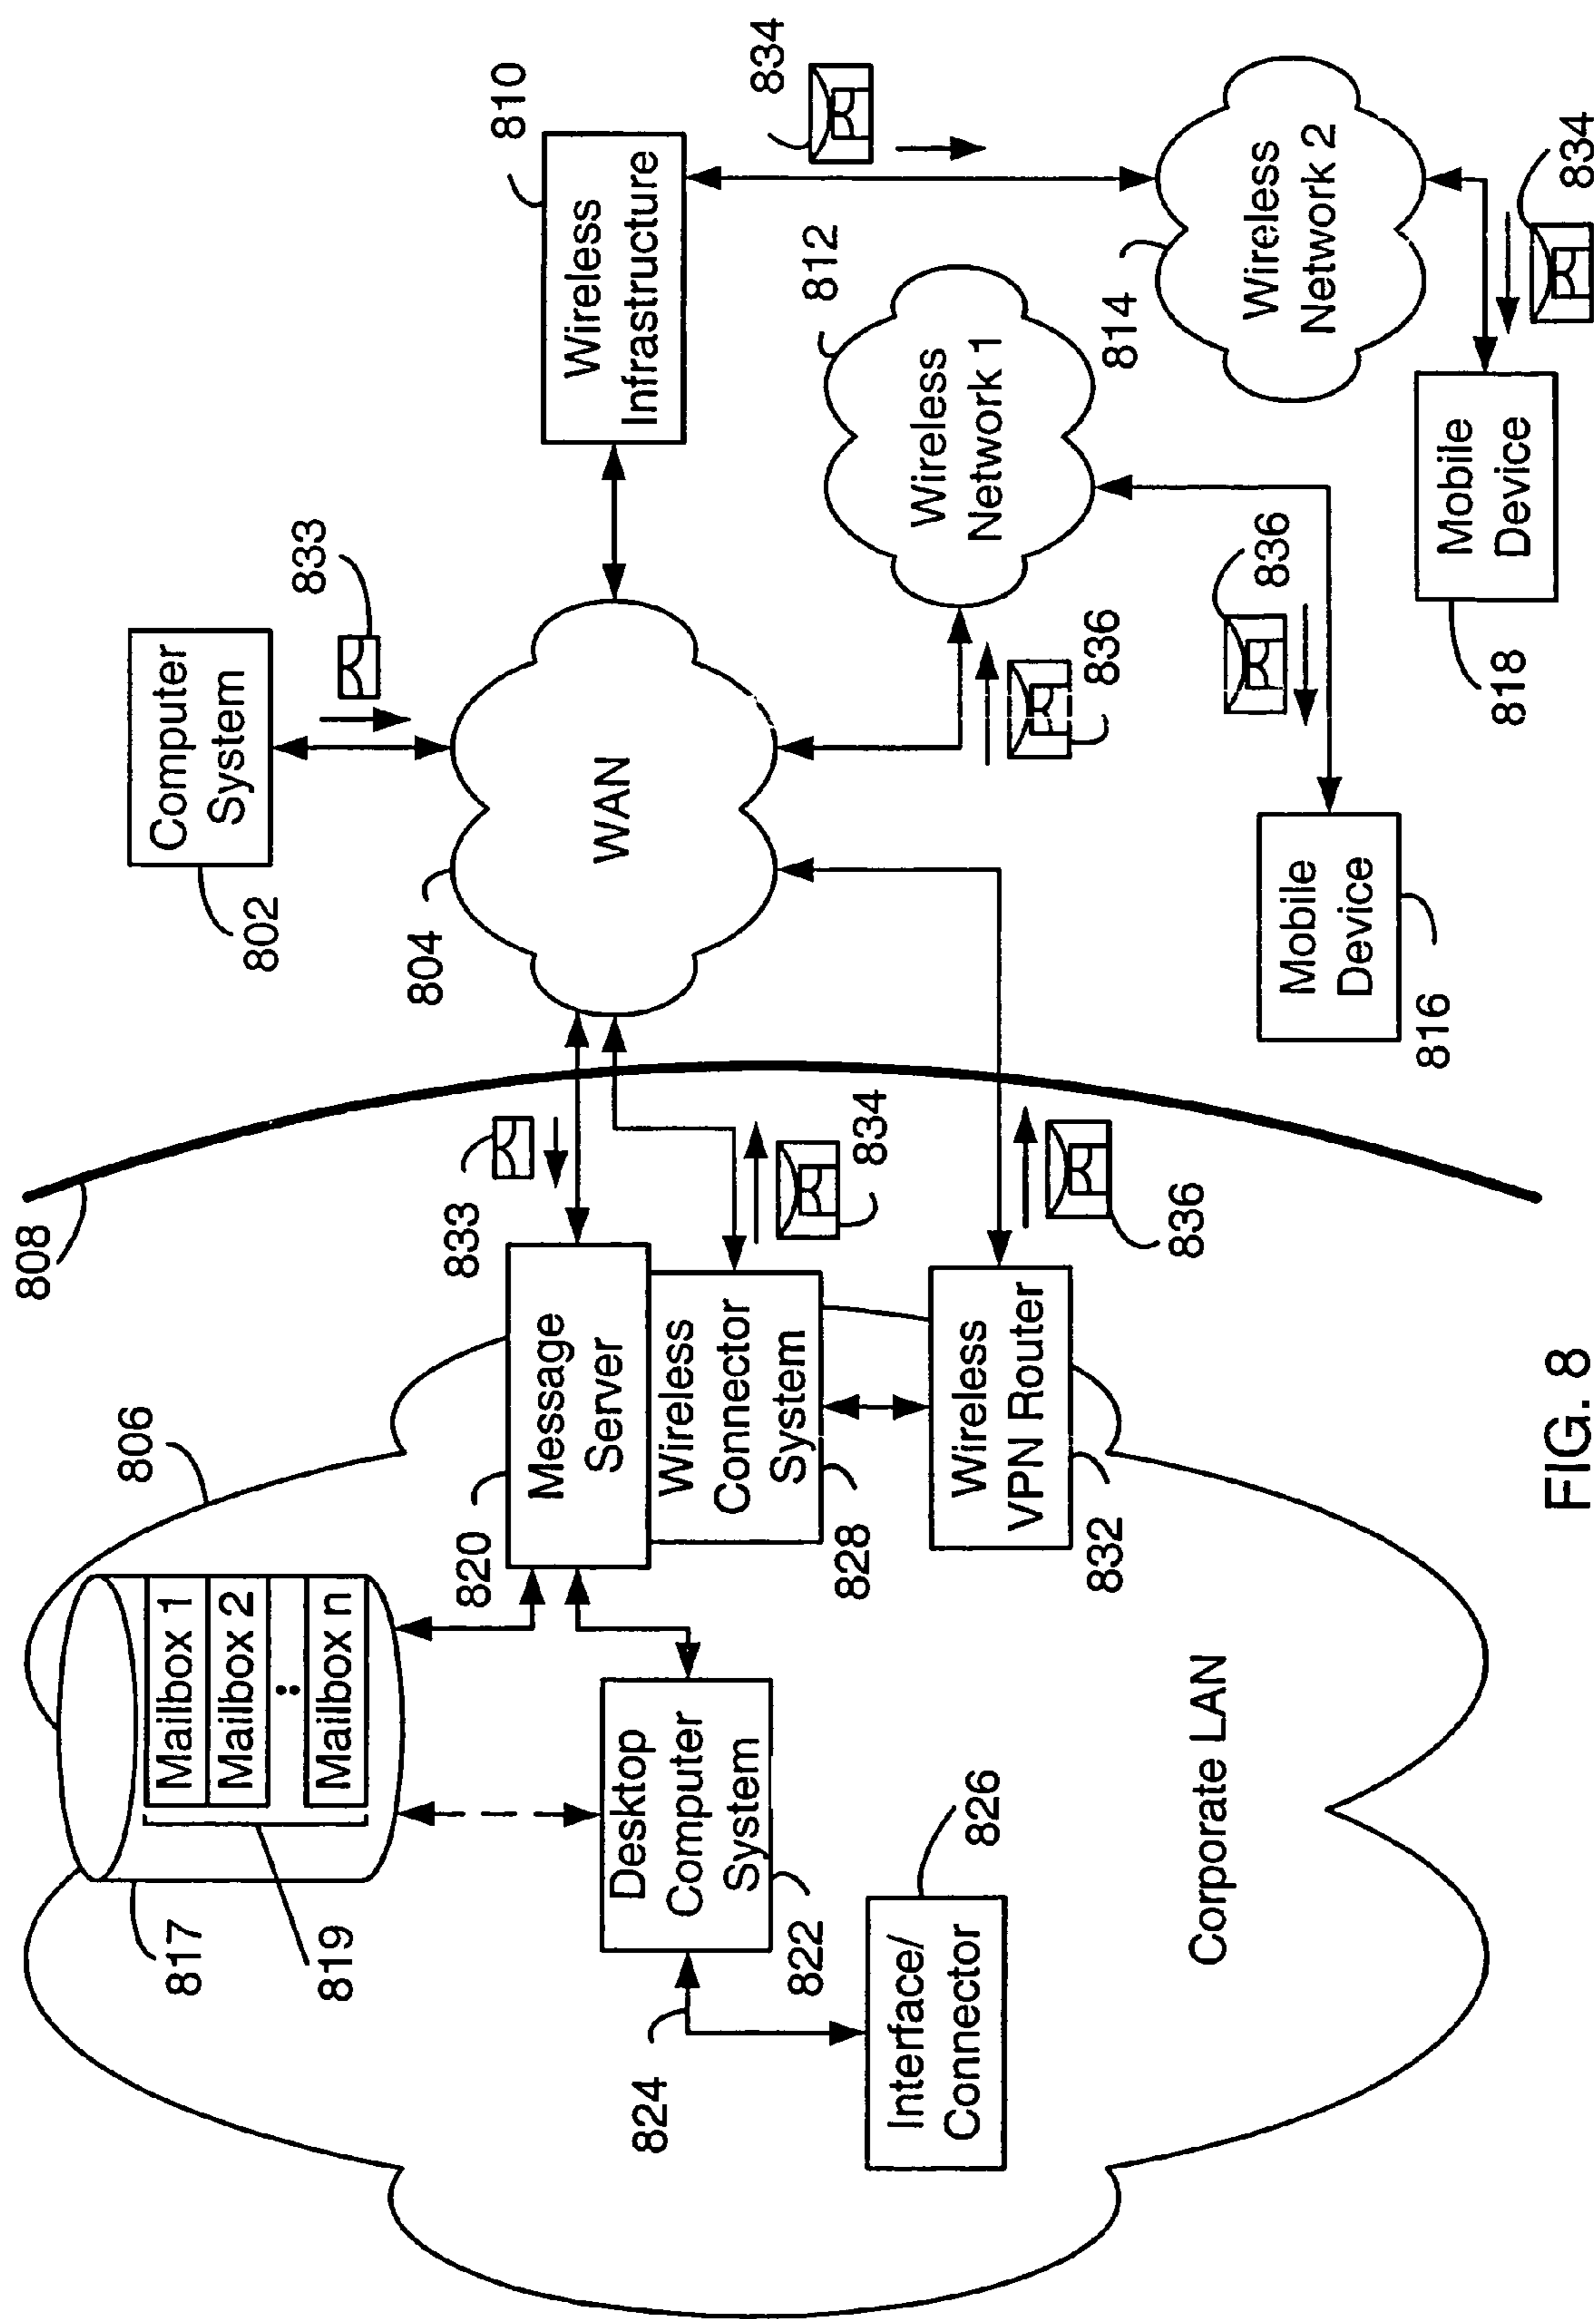 808
806
817
819
Mailbox 1
Mailbox 2
Mailbox n
820
Message
Server
833
802
Computer
System
833
804
WAN
810
Wireless
Infrastructure
834
834
Wireless
Connector
System
828
Desktop
Computer
System
822
824
Interface/
Connector
826
Wireless
VPN Router
832
836
836
812
Wireless
Network 1
814
Wireless
Network 2
836
Mobile
Device
816
Mobile
Device
818
834
Corporate LAN
FIG. 8